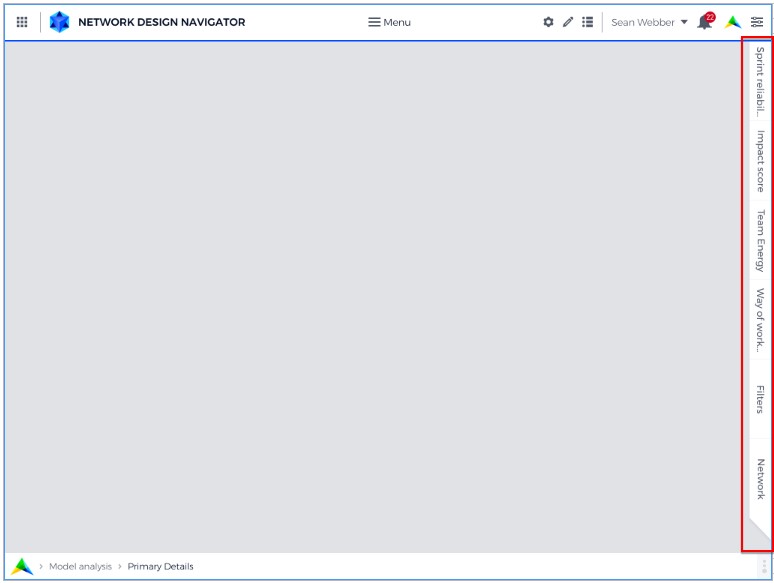 NETWORK DESIGN NAVIGATOR
Menu
Sean Webber
22
Sprint reliabil...
Impact score
Team Energy
Way of work...
Filters
Network
Model analysis > Primary Details